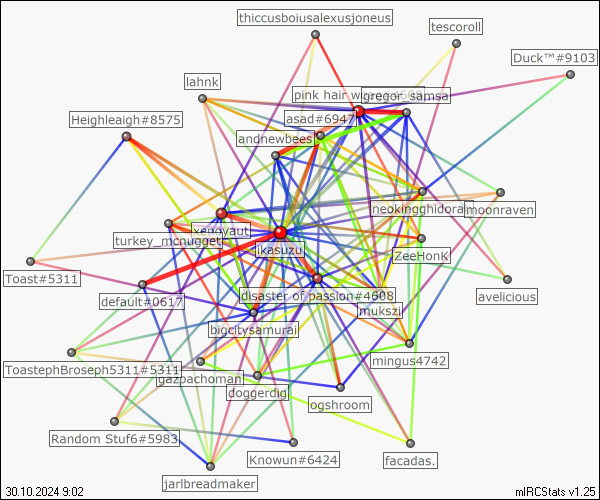 thiccusboiusalexusjoneus
tescoroll
Duck™#9103
lahnk
pink hair w
gregor_samsa
Heighleaigh#8575
asad#6947
andnewbees
neokingghidora
moonraven
xenoyaut
turkey_mcnugget
ikasuzu
ZeeHonK
Toast#5311
default#0617
disaster of passion#4608
avelicious
mukszi
bigcitysamurai
ToastephBroseph5311#5311
mingus4742
gazpachoman
doggerdig
ogshroom
Random Stuf6#5983
Knowun#6424
facadas.
jarlbreadmaker
30.10.2024 9:02
mIRCStats v1.25